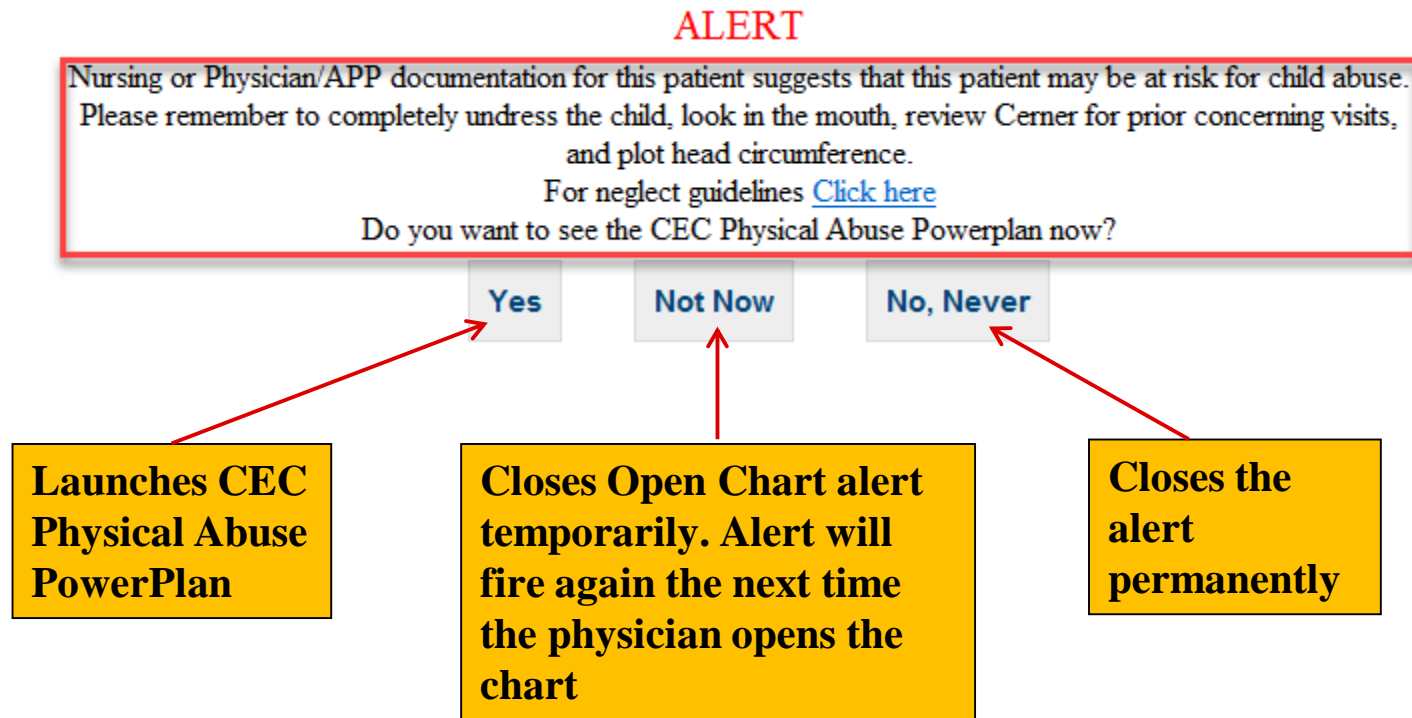 ALERT
Nursing or Physician/APP documentation for this patient suggests that this patient may be at risk for child abuse.
Please remember to completely undress the child, look in the mouth, review Cerner for prior concerning visits,
and plot head circumference.
For neglect guidelines Click here
Do you want to see the CEC Physical Abuse Powerplan now?
Yes
Not Now
No, Never
Launches CEC
Physical Abuse
PowerPlan
Closes Open Chart alert
temporarily. Alert will
fire again the next time
the physician opens the
chart
Closes the
alert
permanently